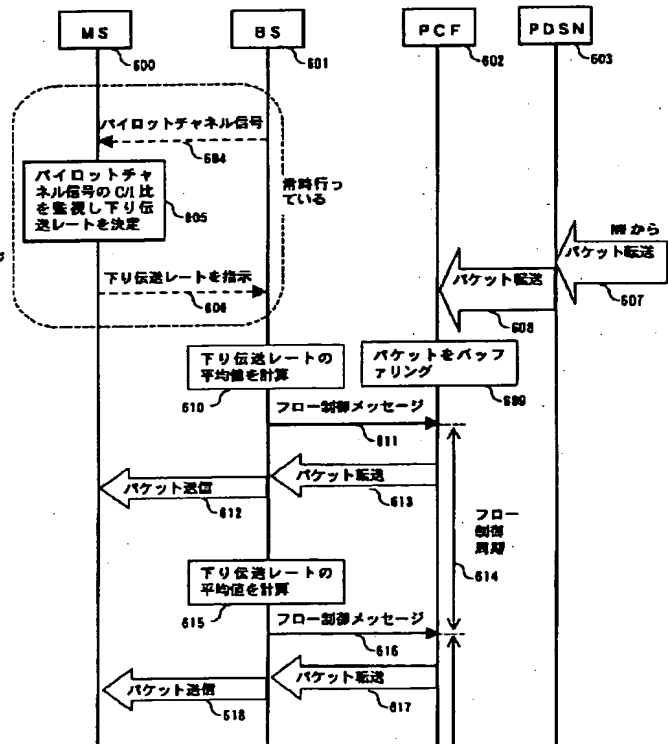 MS
BS
PCF
PDSN
600
601
602
603
パイロットチャネル信号
604
パイロットチャ
ネル信号の C/I 比
を監視し下り伝
送レートを決定
605
常時行っ
ている
下り伝送レートを指示
606
NWから
パケット転送
607
パケット転送
608
下り伝送レートの
平均値を計算
610
パケットをバッフ
ァリング
609
フロー制御メッセージ
611
パケット転送
613
パケット送信
612
フロー
制御
周期
614
下り伝送レートの
平均値を計算
615
フロー制御メッセージ
616
パケット転送
617
パケット送信
618